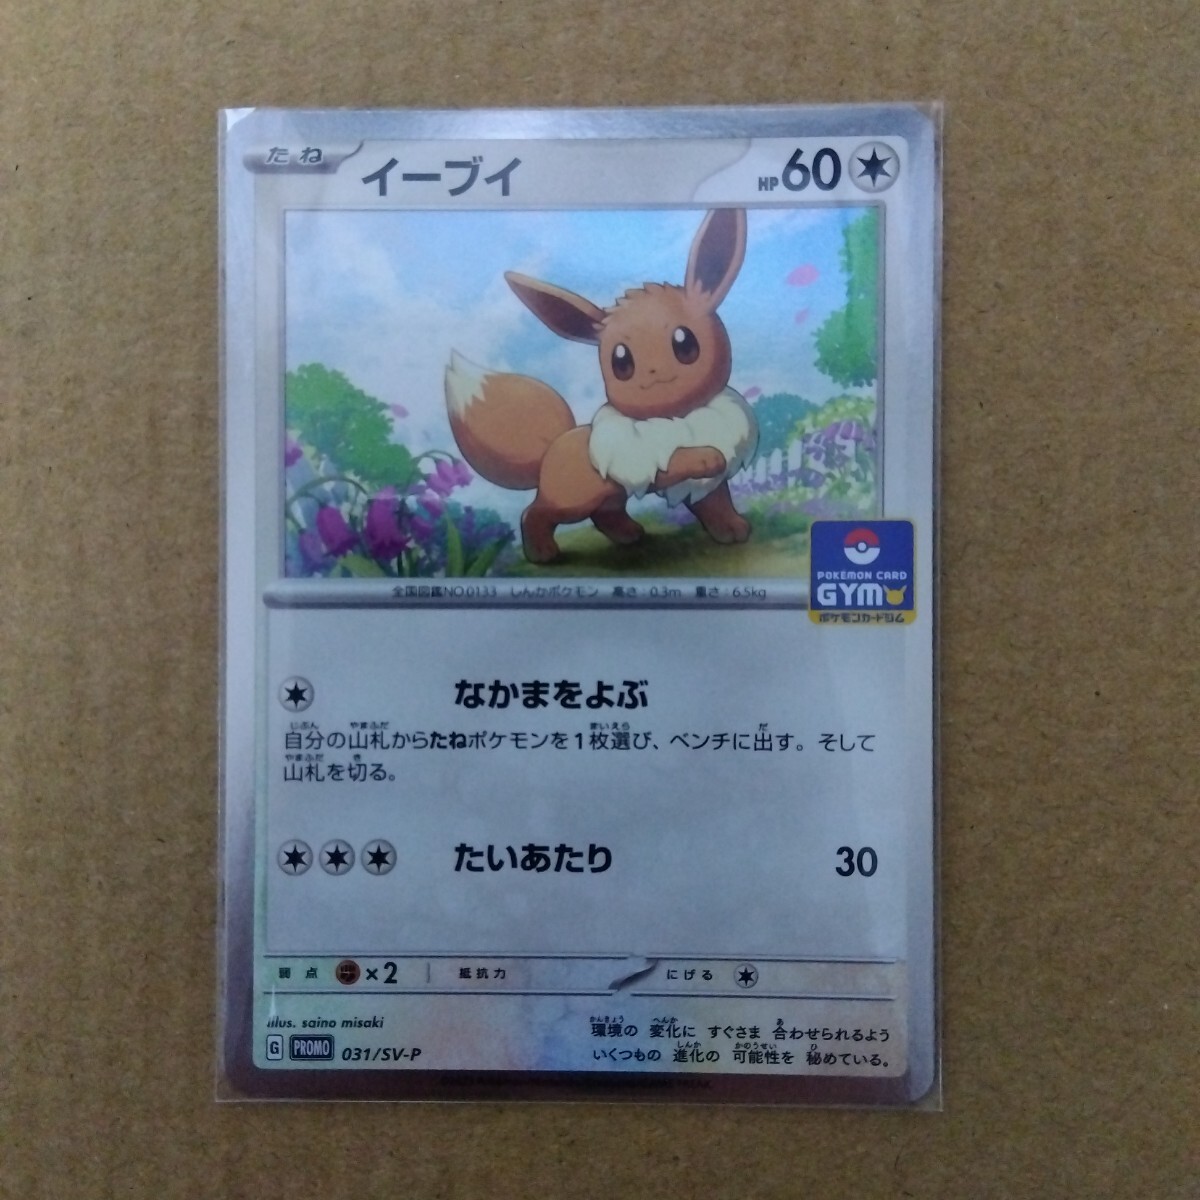 たね
イーブイ
HP 60
POKÉMON CARD
GYM
ポケモンカードジム
全国図鑑NO.0133 しんかポケモン 高さ：0.3m 重さ：6.5kg
なかまをよぶ
自分の山札からたねポケモンを1枚選び、ベンチに出す。そして
山札を切る。
たいあたり 30
弱点 ×2 抵抗力 にげる
Illus. saino misaki
環境の 変化に すぐさま 合わせられるよう
いくつもの 進化の 可能性を 秘めている。
G PROMO 031/SV-P